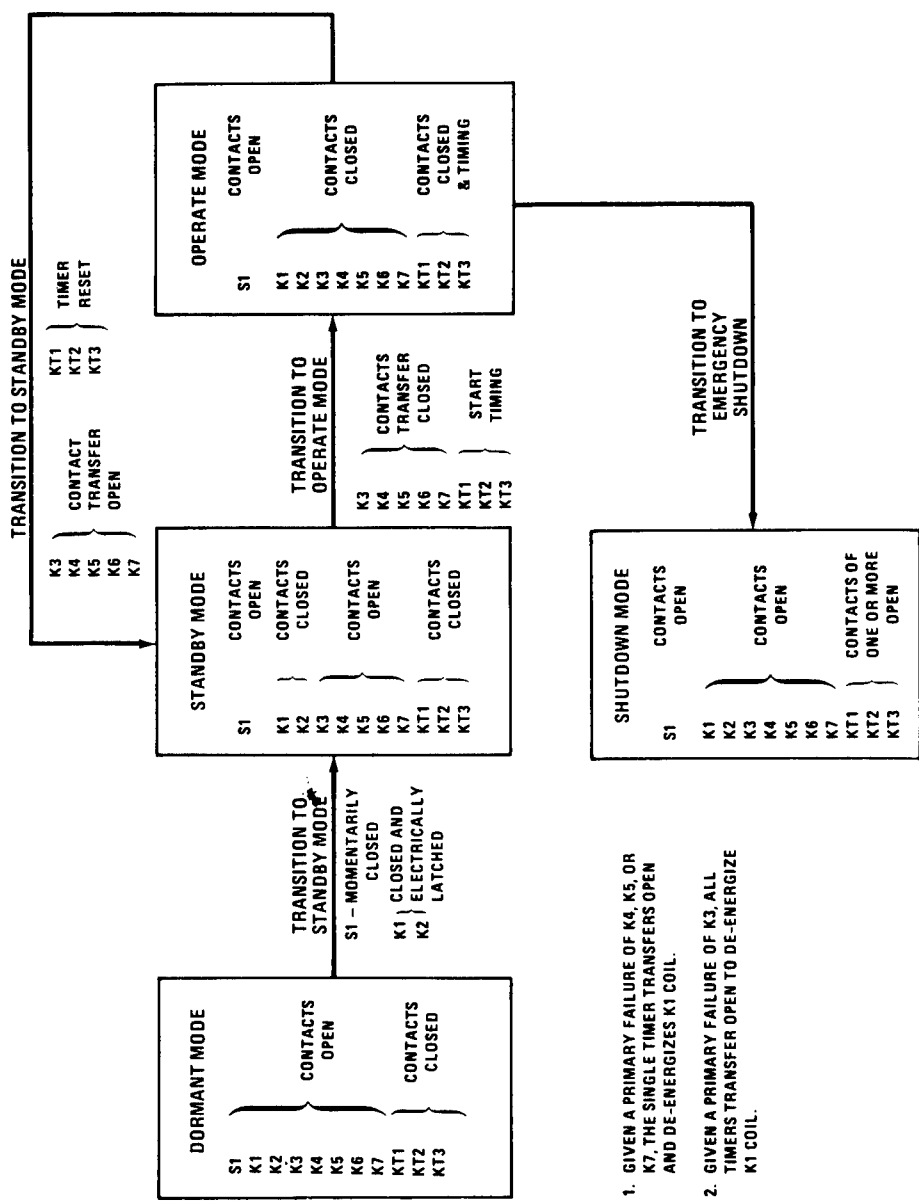 DORMANT MODE
S1
K1
K2
K3
K4
K5
K6
K7
CONTACTS
OPEN
KT1
KT2
KT3
CONTACTS
CLOSED
TRANSITION TO
STANDBY MODE
S1 – MOMENTARILY
CLOSED
K1 } CLOSED AND
K2 } ELECTRICALLY
LATCHED
STANDBY MODE
S1
CONTACTS
OPEN
K1
K2
CONTACTS
CLOSED
K3
K4
K5
K6
K7
CONTACTS
OPEN
KT1
KT2
KT3
CONTACTS
CLOSED
TRANSITION TO
OPERATE MODE
K3
K4
K5
K6
K7
CONTACTS
TRANSFER
CLOSED
KT1
KT2
KT3
START
TIMING
OPERATE MODE
S1
CONTACTS
OPEN
K1
K2
K3
K4
K5
K6
K7
CONTACTS
CLOSED
KT1
KT2
KT3
CONTACTS
CLOSED
& TIMING
TRANSITION TO STANDBY MODE
K3
K4
K5
K6
K7
CONTACT
TRANSFER
OPEN
KT1
KT2
KT3
TIMER
RESET
TRANSITION TO
EMERGENCY
SHUTDOWN
SHUTDOWN MODE
S1
CONTACTS
OPEN
K1
K2
K3
K4
K5
K6
K7
CONTACTS
OPEN
KT1
KT2
KT3
CONTACTS OF
ONE OR MORE
OPEN
1. GIVEN A PRIMARY FAILURE OF K4, K5, OR
K7, THE SINGLE TIMER TRANSFERS OPEN
AND DE-ENERGIZES K1 COIL.
2. GIVEN A PRIMARY FAILURE OF K3, ALL
TIMERS TRANSFER OPEN TO DE-ENERGIZE
K1 COIL.